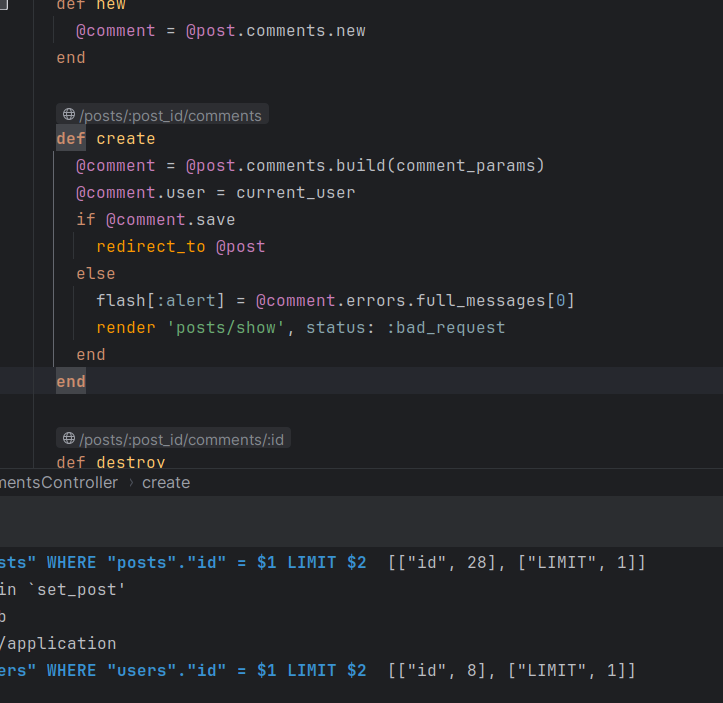 def new
@comment = @post.comments.new
end
/posts/:post_id/comments
def create
@comment = @post.comments.build(comment_params)
@comment.user = current_user
if @comment.save
redirect_to @post
else
flash[:alert] = @comment.errors.full_messages[0]
render 'posts/show', status: :bad_request
end
end
/posts/:post_id/comments/:id
def destroy
mentsController › create
sts" WHERE "posts"."id" = $1 LIMIT $2  [["id", 28], ["LIMIT", 1]]
in `set_post'
b
/application
ers" WHERE "users"."id" = $1 LIMIT $2  [["id", 8], ["LIMIT", 1]]